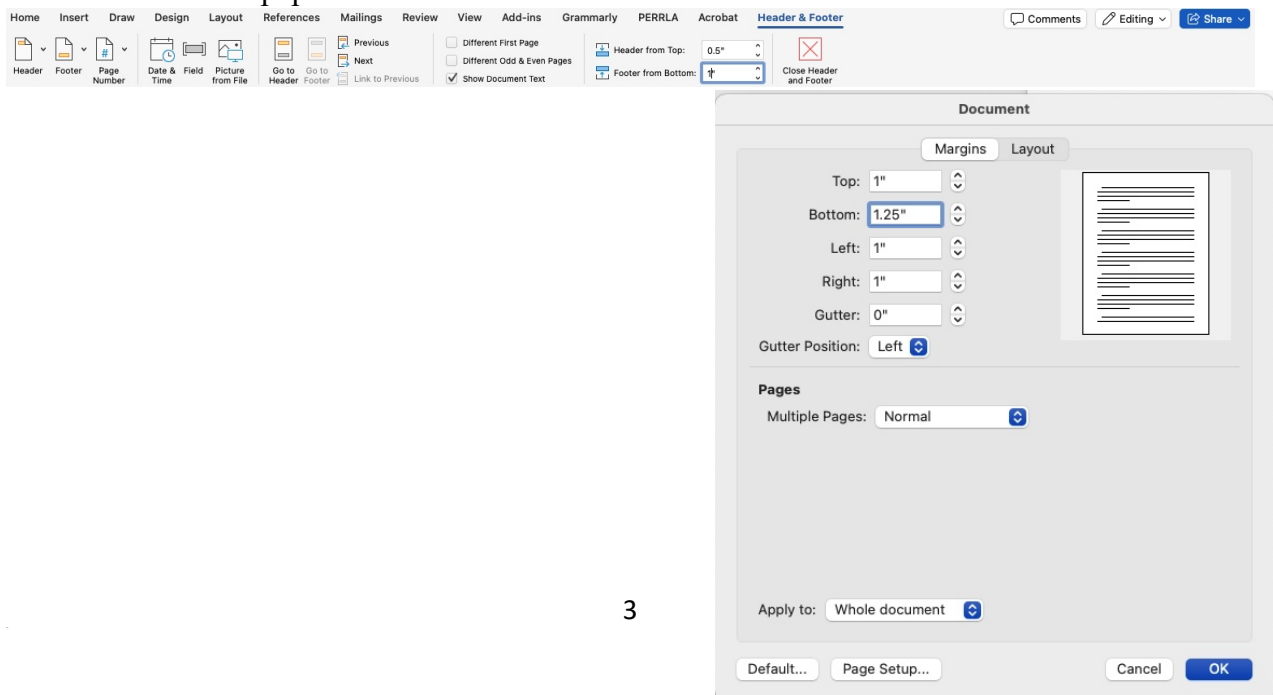 Home Insert Draw Design Layout References Mailings Review View Add-ins Grammarly PERRLA Acrobat Header & Footer Comments Editing Share
Header Footer Page Number Date & Time Field Picture from File Go to Header Go to Footer
Previous
Next
Link to Previous
Different First Page
Different Odd & Even Pages
Show Document Text
Header from Top: 0.5"
Footer from Bottom: 1"
Close Header and Footer
Document
Margins Layout
Top: 1"
Bottom: 1.25"
Left: 1"
Right: 1"
Gutter: 0"
Gutter Position: Left
Pages
Multiple Pages: Normal
3
Apply to: Whole document
Default... Page Setup... Cancel OK